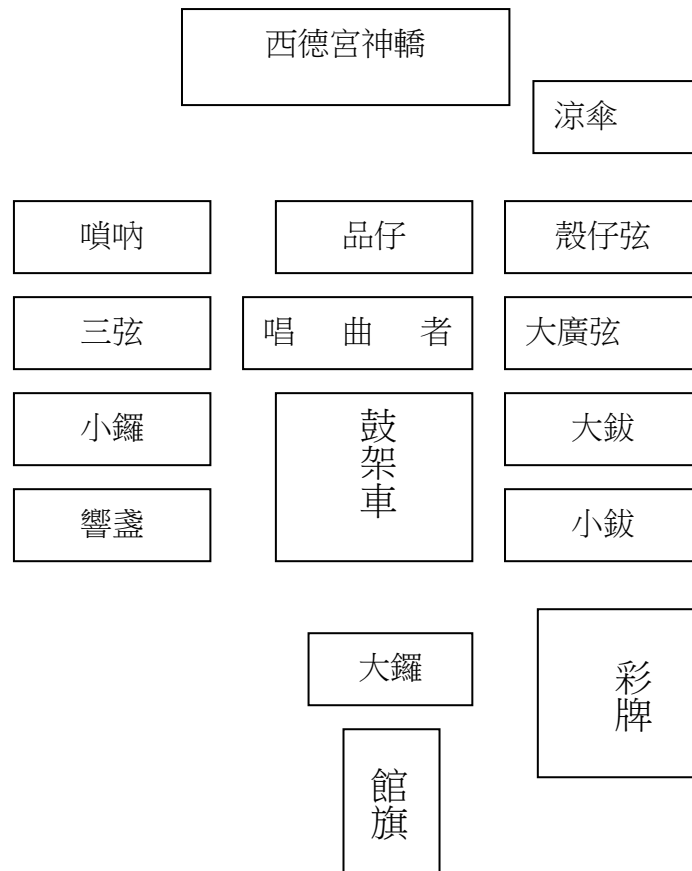 西德宮神轎
涼傘
嗩吶 品仔 殼仔弦
三弦 唱曲者 大廣弦
小鑼 鼓架車 大鈸
響盞 小鈸
大鑼 彩牌
館旗